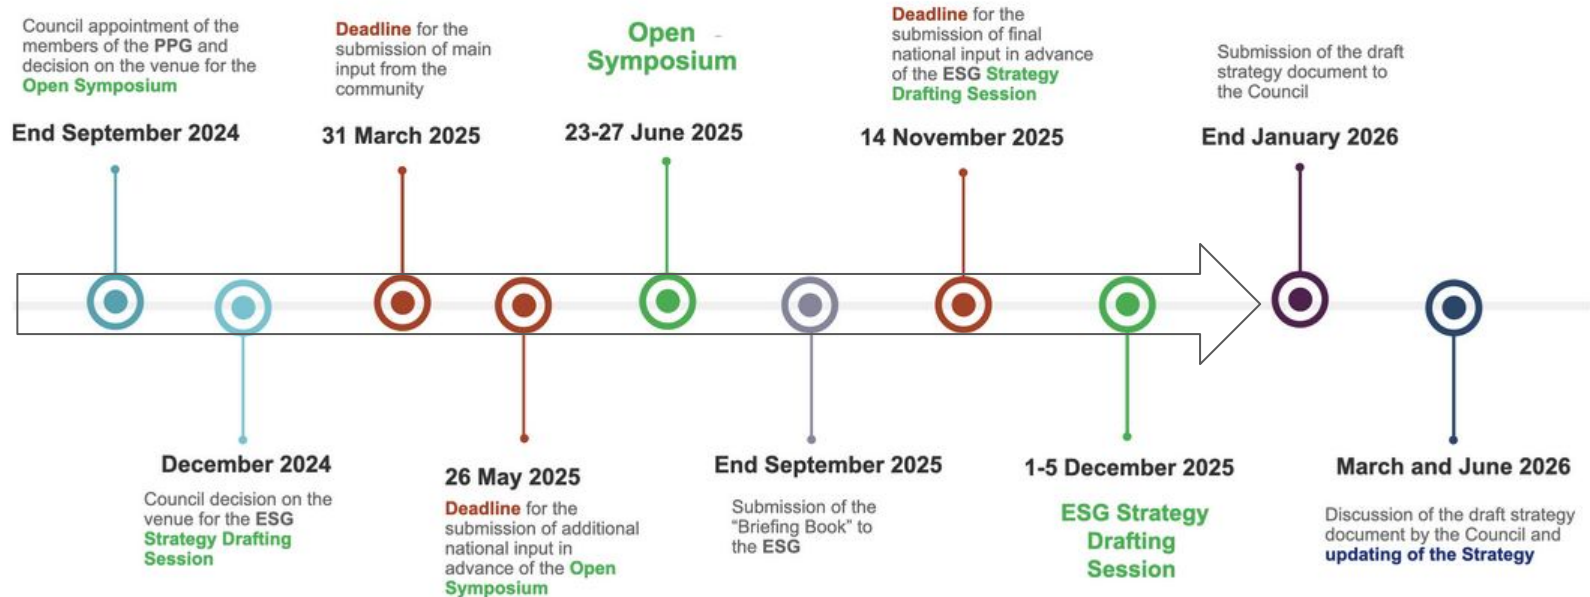 Council appointment of the
members of the PPG and
decision on the venue for the
Open Symposium
End September 2024
Deadline for the
submission of main
input from the
community
31 March 2025
Open
Symposium
23-27 June 2025
Deadline for the
submission of final
national input in advance
of the ESG Strategy
Drafting Session
14 November 2025
Submission of the draft
strategy document to
the Council
End January 2026
December 2024
Council decision on the
venue for the ESG
Strategy Drafting
Session
26 May 2025
Deadline for the
submission of additional
national input in
advance of the Open
Symposium
End September 2025
Submission of the
“Briefing Book” to
the ESG
1-5 December 2025
ESG Strategy
Drafting
Session
March and June 2026
Discussion of the draft strategy
document by the Council and
updating of the Strategy